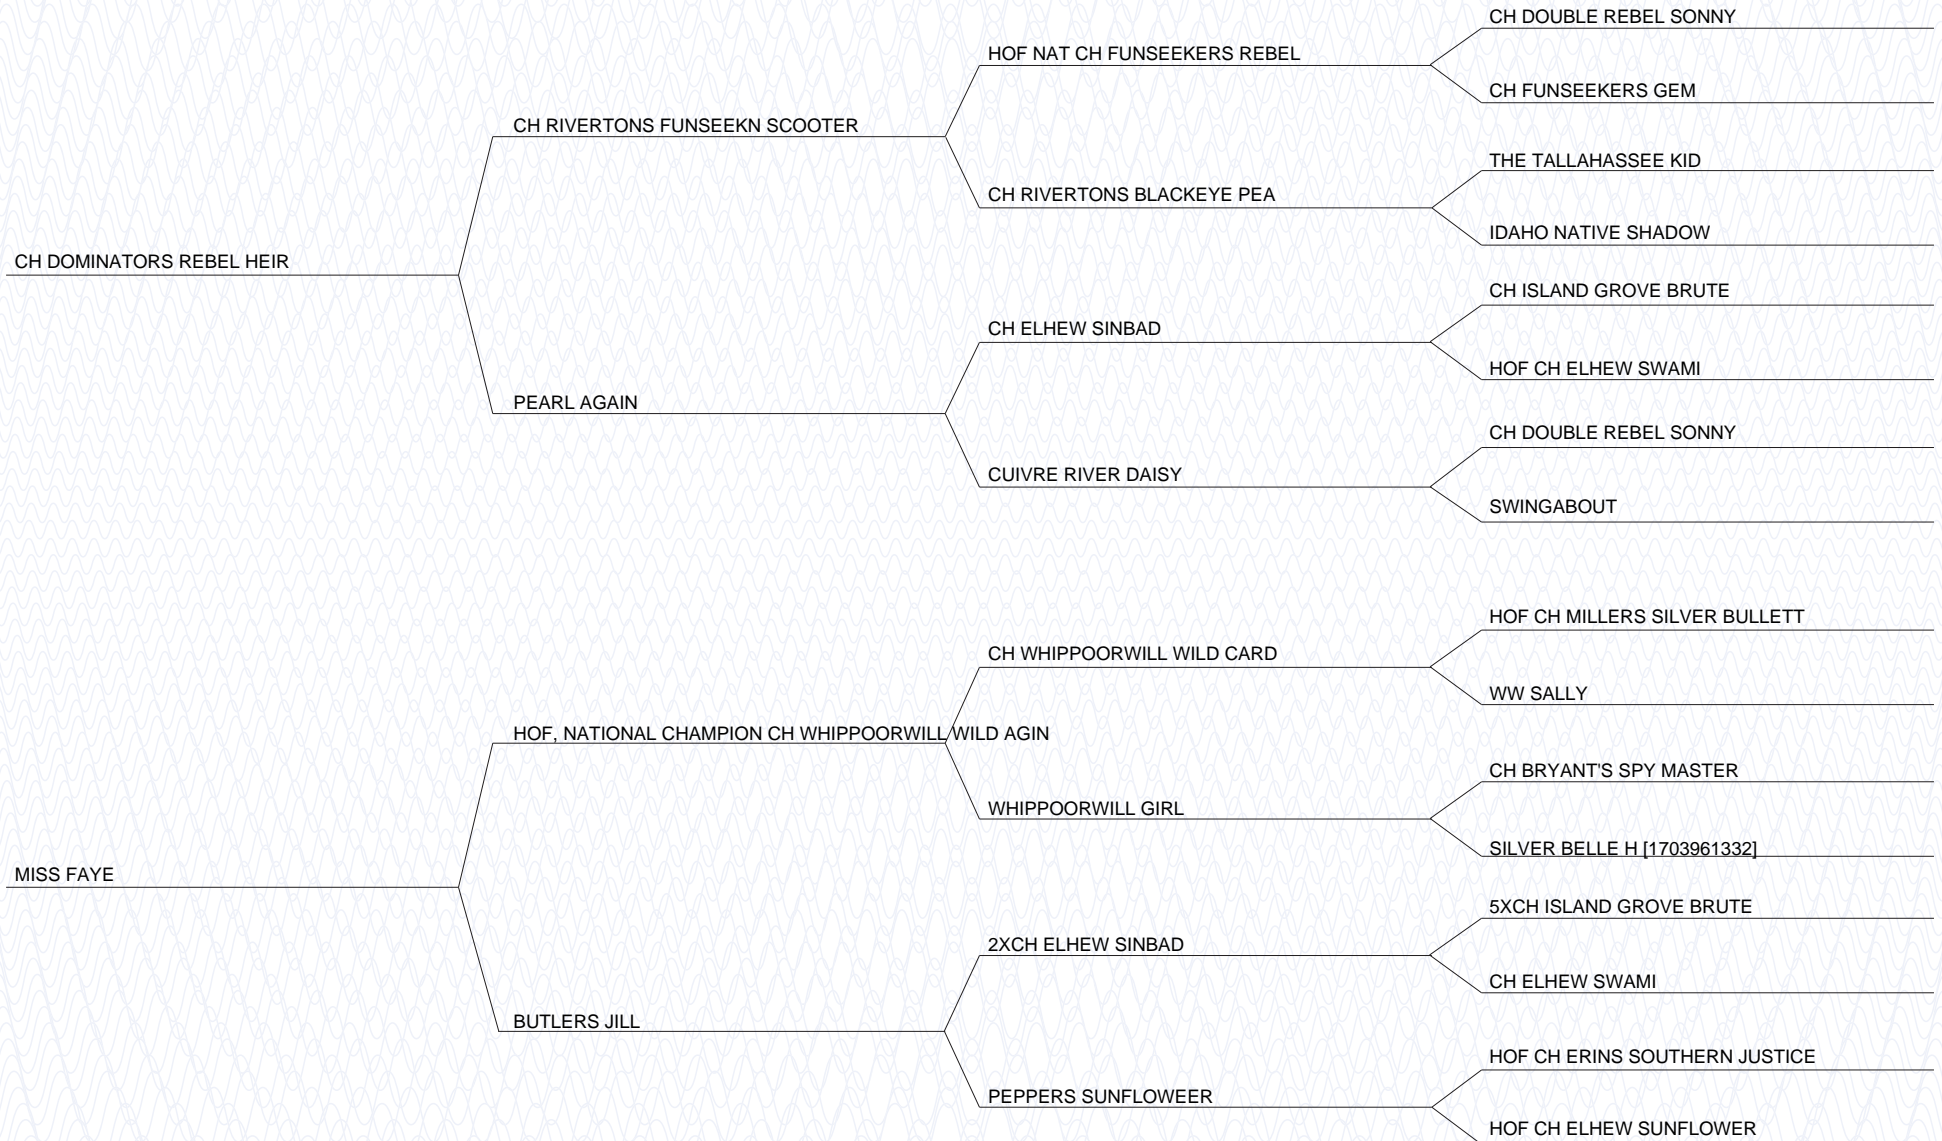 CH DOUBLE REBEL SONNY
HOF NAT CH FUNSEEKERS REBEL
CH FUNSEEKERS GEM
CH RIVERTONS FUNSEEKN SCOOTER
THE TALLAHASSEE KID
CH RIVERTONS BLACKEYE PEA
IDAHO NATIVE SHADOW
CH DOMINATORS REBEL HEIR
CH ISLAND GROVE BRUTE
CH ELHEW SINBAD
HOF CH ELHEW SWAMI
PEARL AGAIN
CH DOUBLE REBEL SONNY
CUIVRE RIVER DAISY
SWINGABOUT
HOF CH MILLERS SILVER BULLETT
CH WHIPPOORWILL WILD CARD
WW SALLY
HOF, NATIONAL CHAMPION CH WHIPPOORWILL WILD AGIN
CH BRYANT'S SPY MASTER
WHIPPOORWILL GIRL
SILVER BELLE H [1703961332]
MISS FAYE
5XCH ISLAND GROVE BRUTE
2XCH ELHEW SINBAD
CH ELHEW SWAMI
BUTLERS JILL
HOF CH ERINS SOUTHERN JUSTICE
PEPPERS SUNFLOWEER
HOF CH ELHEW SUNFLOWER